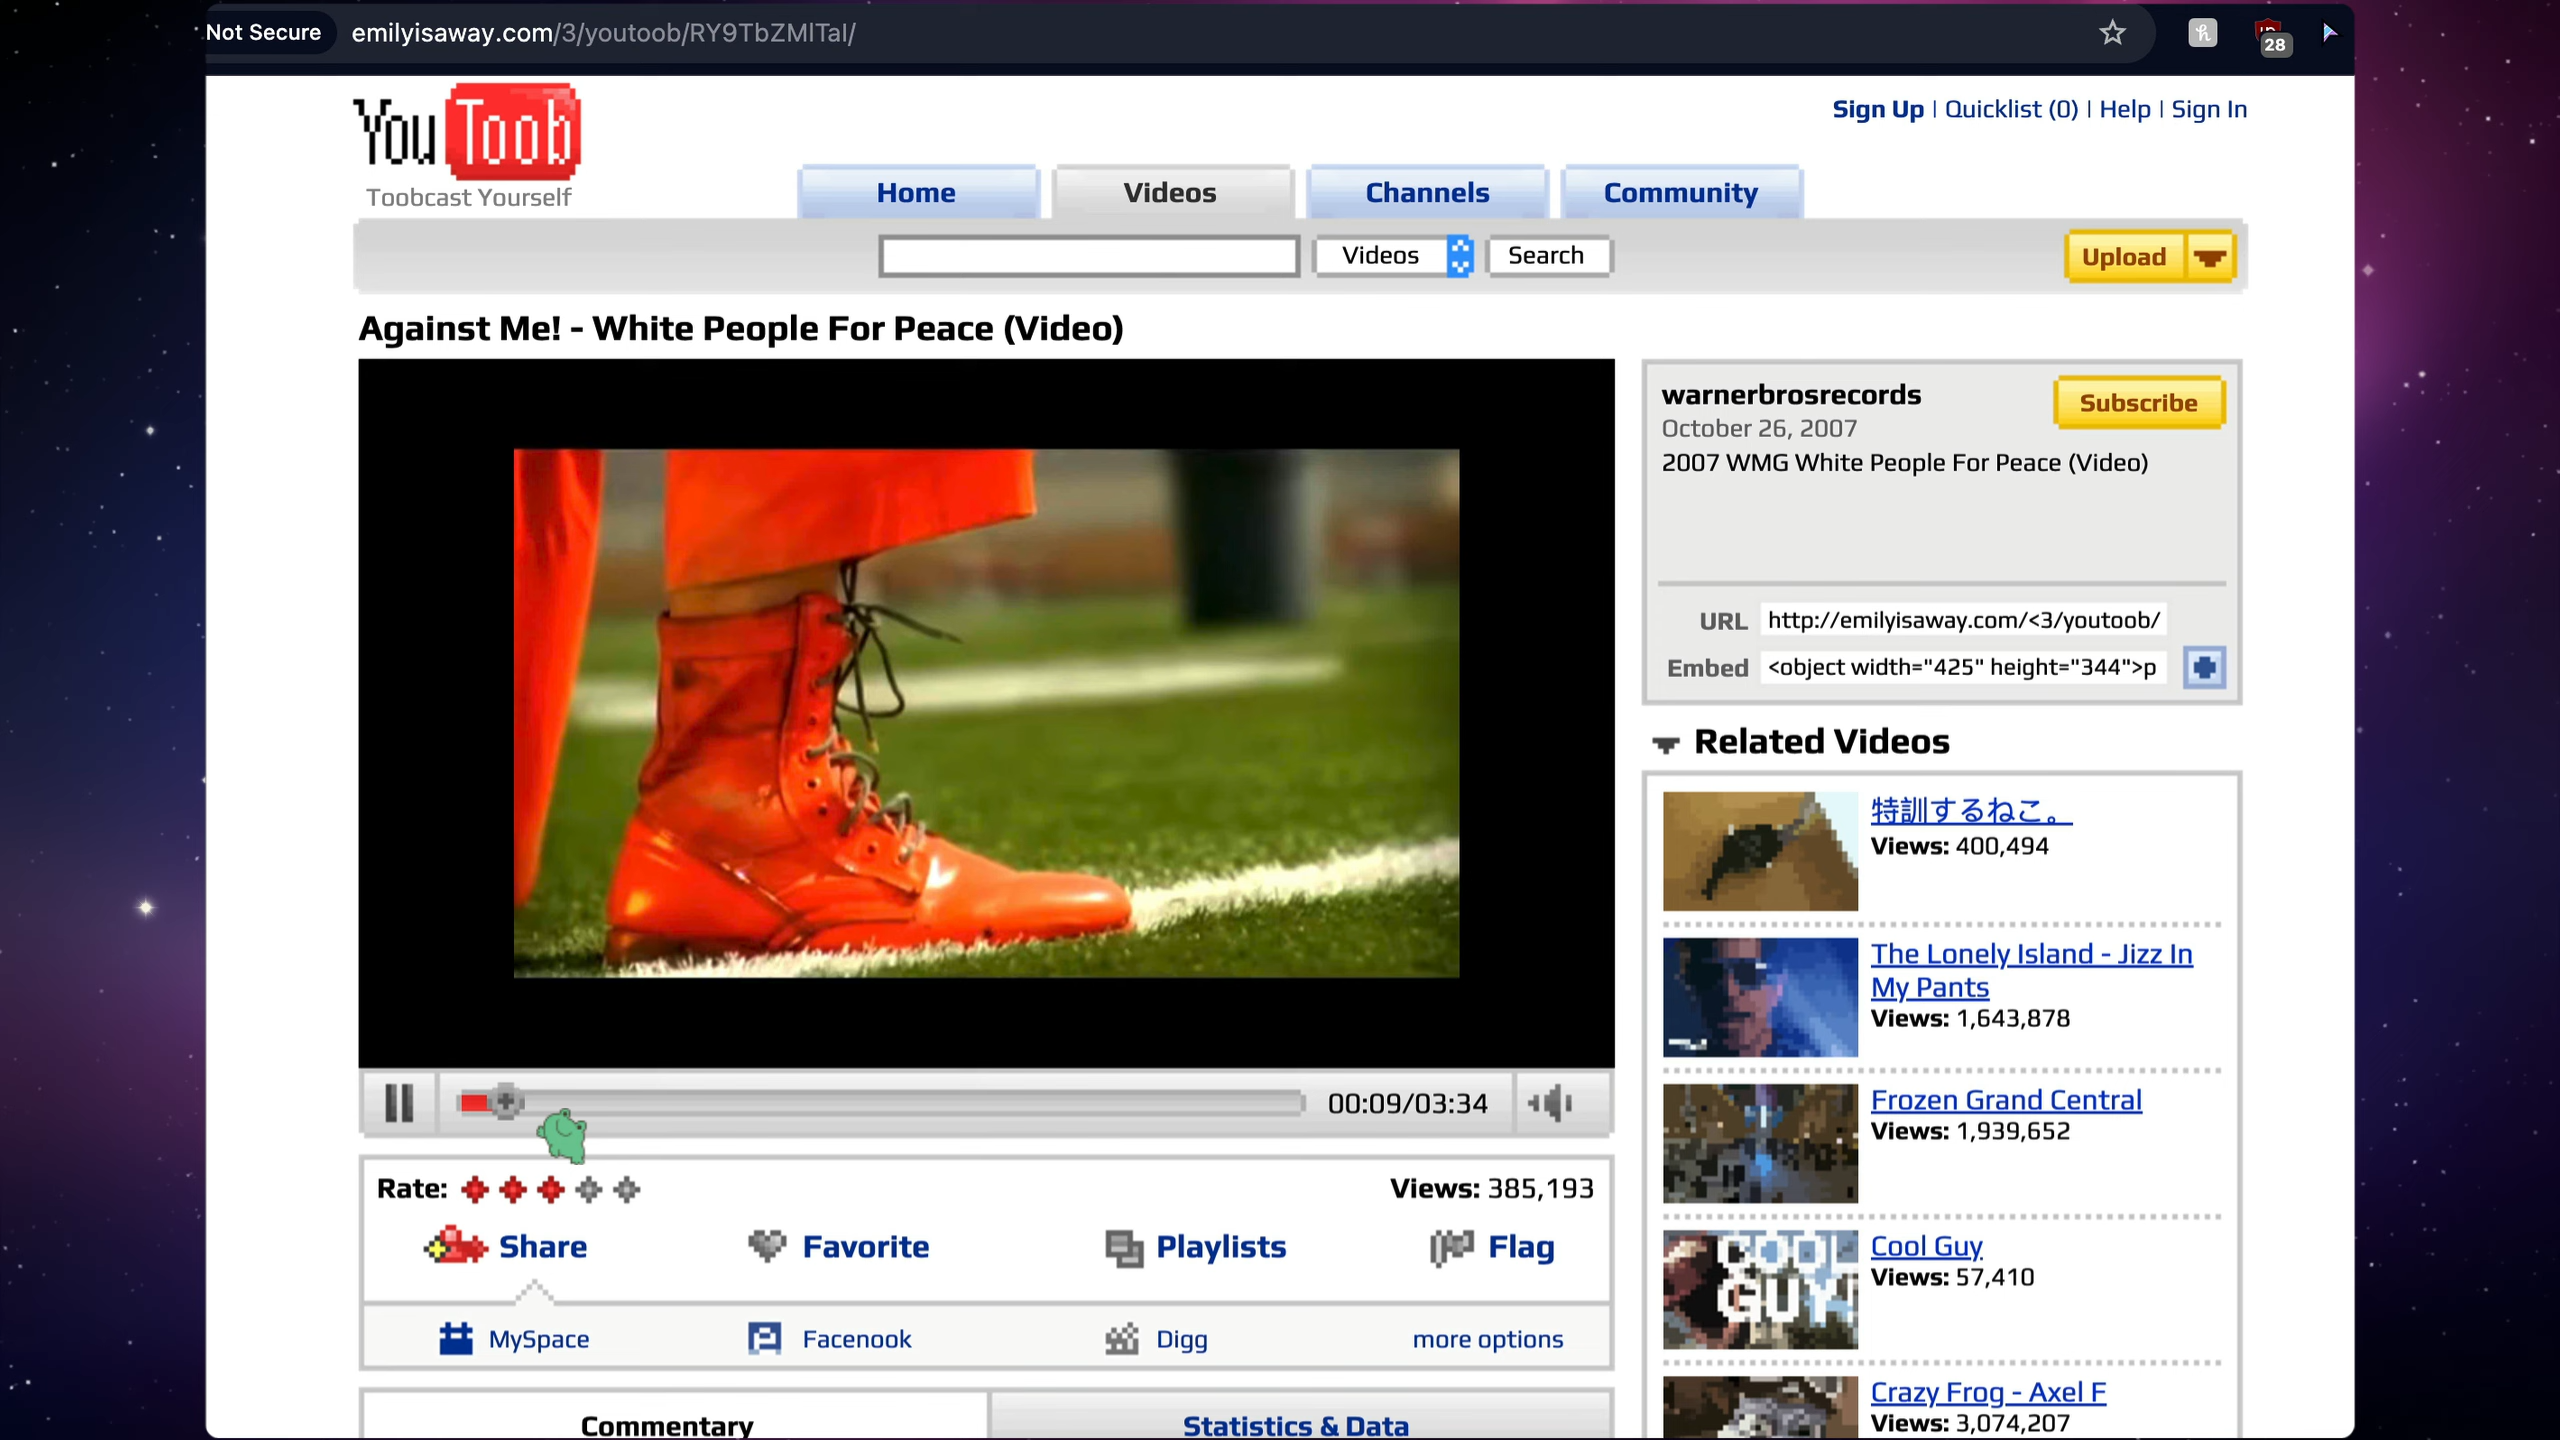 Not Secure emilyisaway.com/3/youtoob/RY9TbZMlTaI/
28
You Toob
Toobcast Yourself
Sign Up | Quicklist (0) | Help | Sign In
Home Videos Channels Community
Videos Search Upload
Against Me! - White People For Peace (Video)
warnerbrosrecords
Subscribe
October 26, 2007
2007 WMG White People For Peace (Video)
URL http://emilyisaway.com/<3/youtoob/
Embed <object width="425" height="344">p
Related Videos
特訓するねこ。
Views: 400,494
The Lonely Island - Jizz In
My Pants
Views: 1,643,878
Frozen Grand Central
Views: 1,939,652
COOL
GUY
Cool Guy
Views: 57,410
Crazy Frog - Axel F
Views: 3,074,207
00:09/03:34
Rate: Views: 385,193
Share Favorite Playlists Flag
MySpace Facenook Digg more options
Commentary Statistics & Data